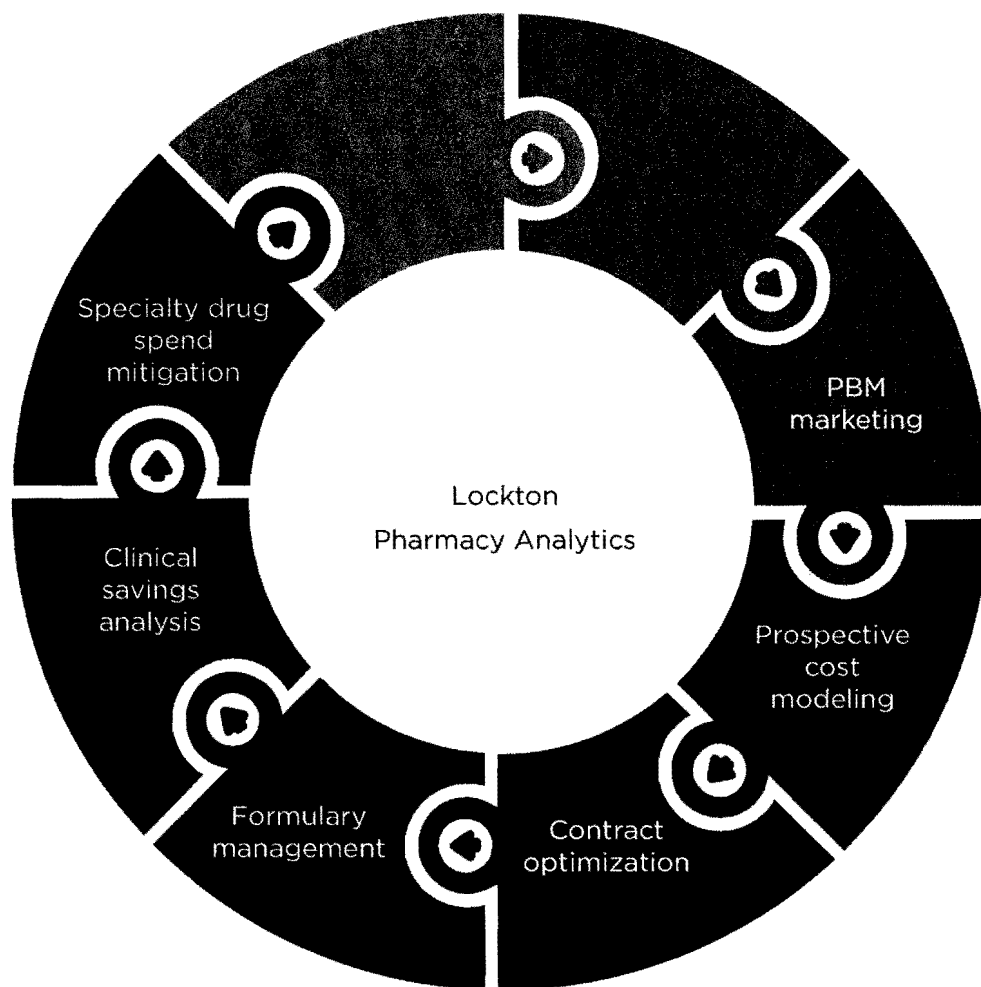 Specialty drug
spend
mitigation
PBM
marketing
Lockton
Pharmacy Analytics
Clinical
savings
analysis
Prospective
cost
modeling
Formulary
management
Contract
optimization